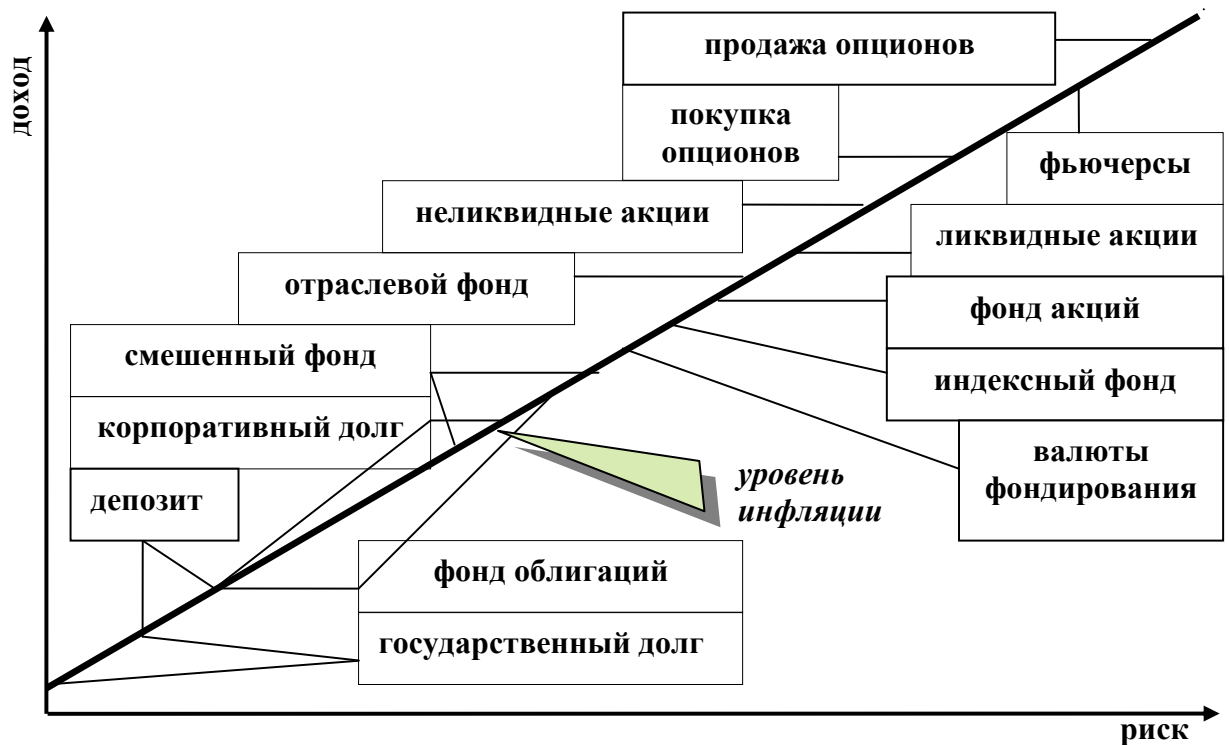 доход
продажа опционов
покупка
опционов
фьючерсы
неликвидные акции
ликвидные акции
отраслевой фонд
фонд акций
смешенный фонд
индексный фонд
корпоративный долг
валюты
фондирования
депозит
уровень
инфляции
фонд облигаций
государственный долг
риск